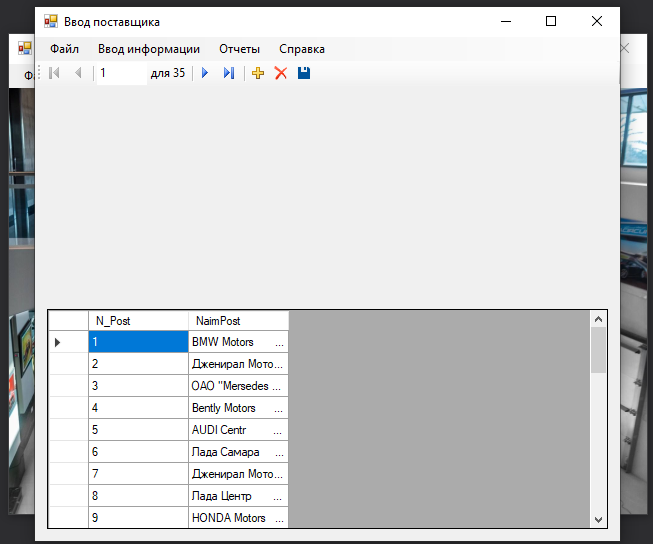 Ввод поставщика
Файл Ввод информации Отчеты Справка
1 для 35
N_Post NaimPost
1 BMW Motors ...
2 Дженирал Мото...
3 ОАО "Mersedes ...
4 Bently Motors ...
5 AUDI Centr ...
6 Лада Самара ...
7 Дженирал Мото...
8 Лада Центр ...
9 HONDA Motors ...